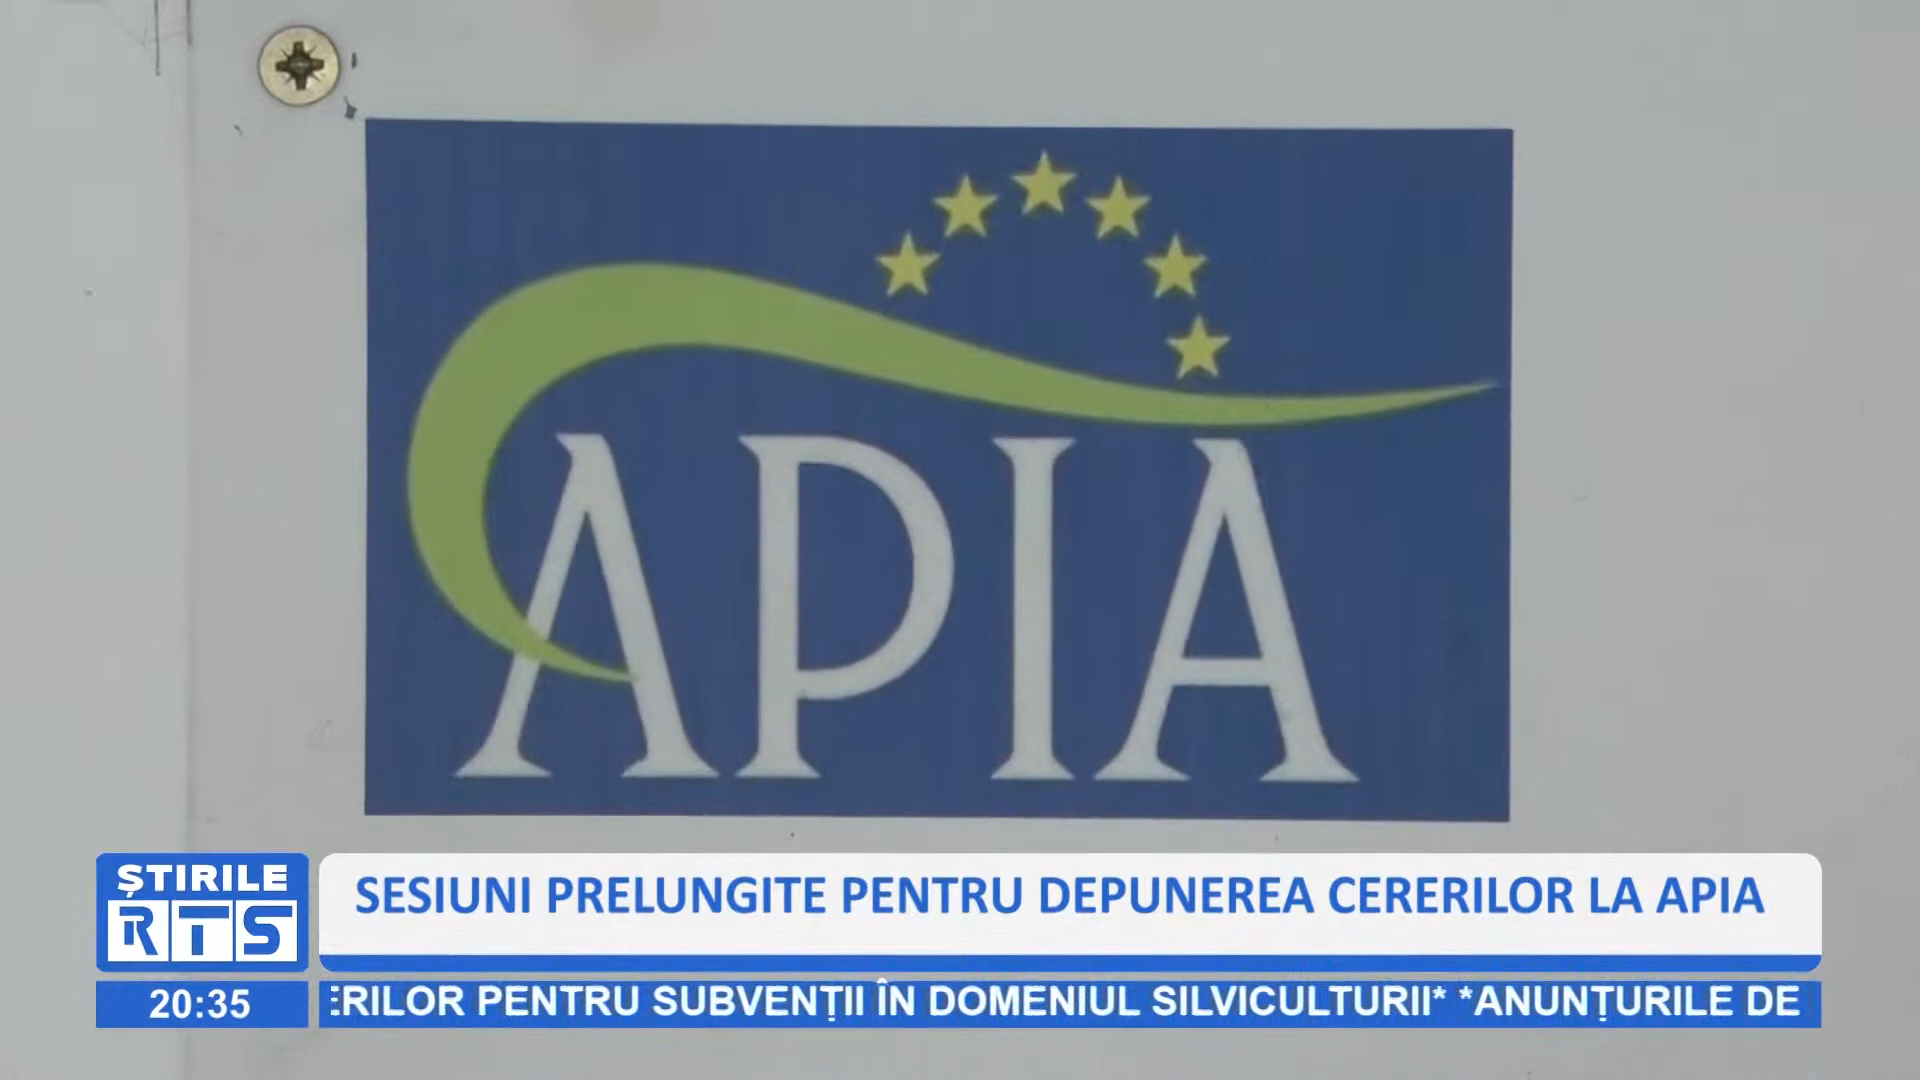 APIA
ȘTIRILE
RTS
SESIUNI PRELUNGITE PENTRU DEPUNEREA CERERILOR LA APIA
20:35
ERILOR PENTRU SUBVENȚII ÎN DOMENIUL SILVICULTURII* *ANUNȚURILE DE